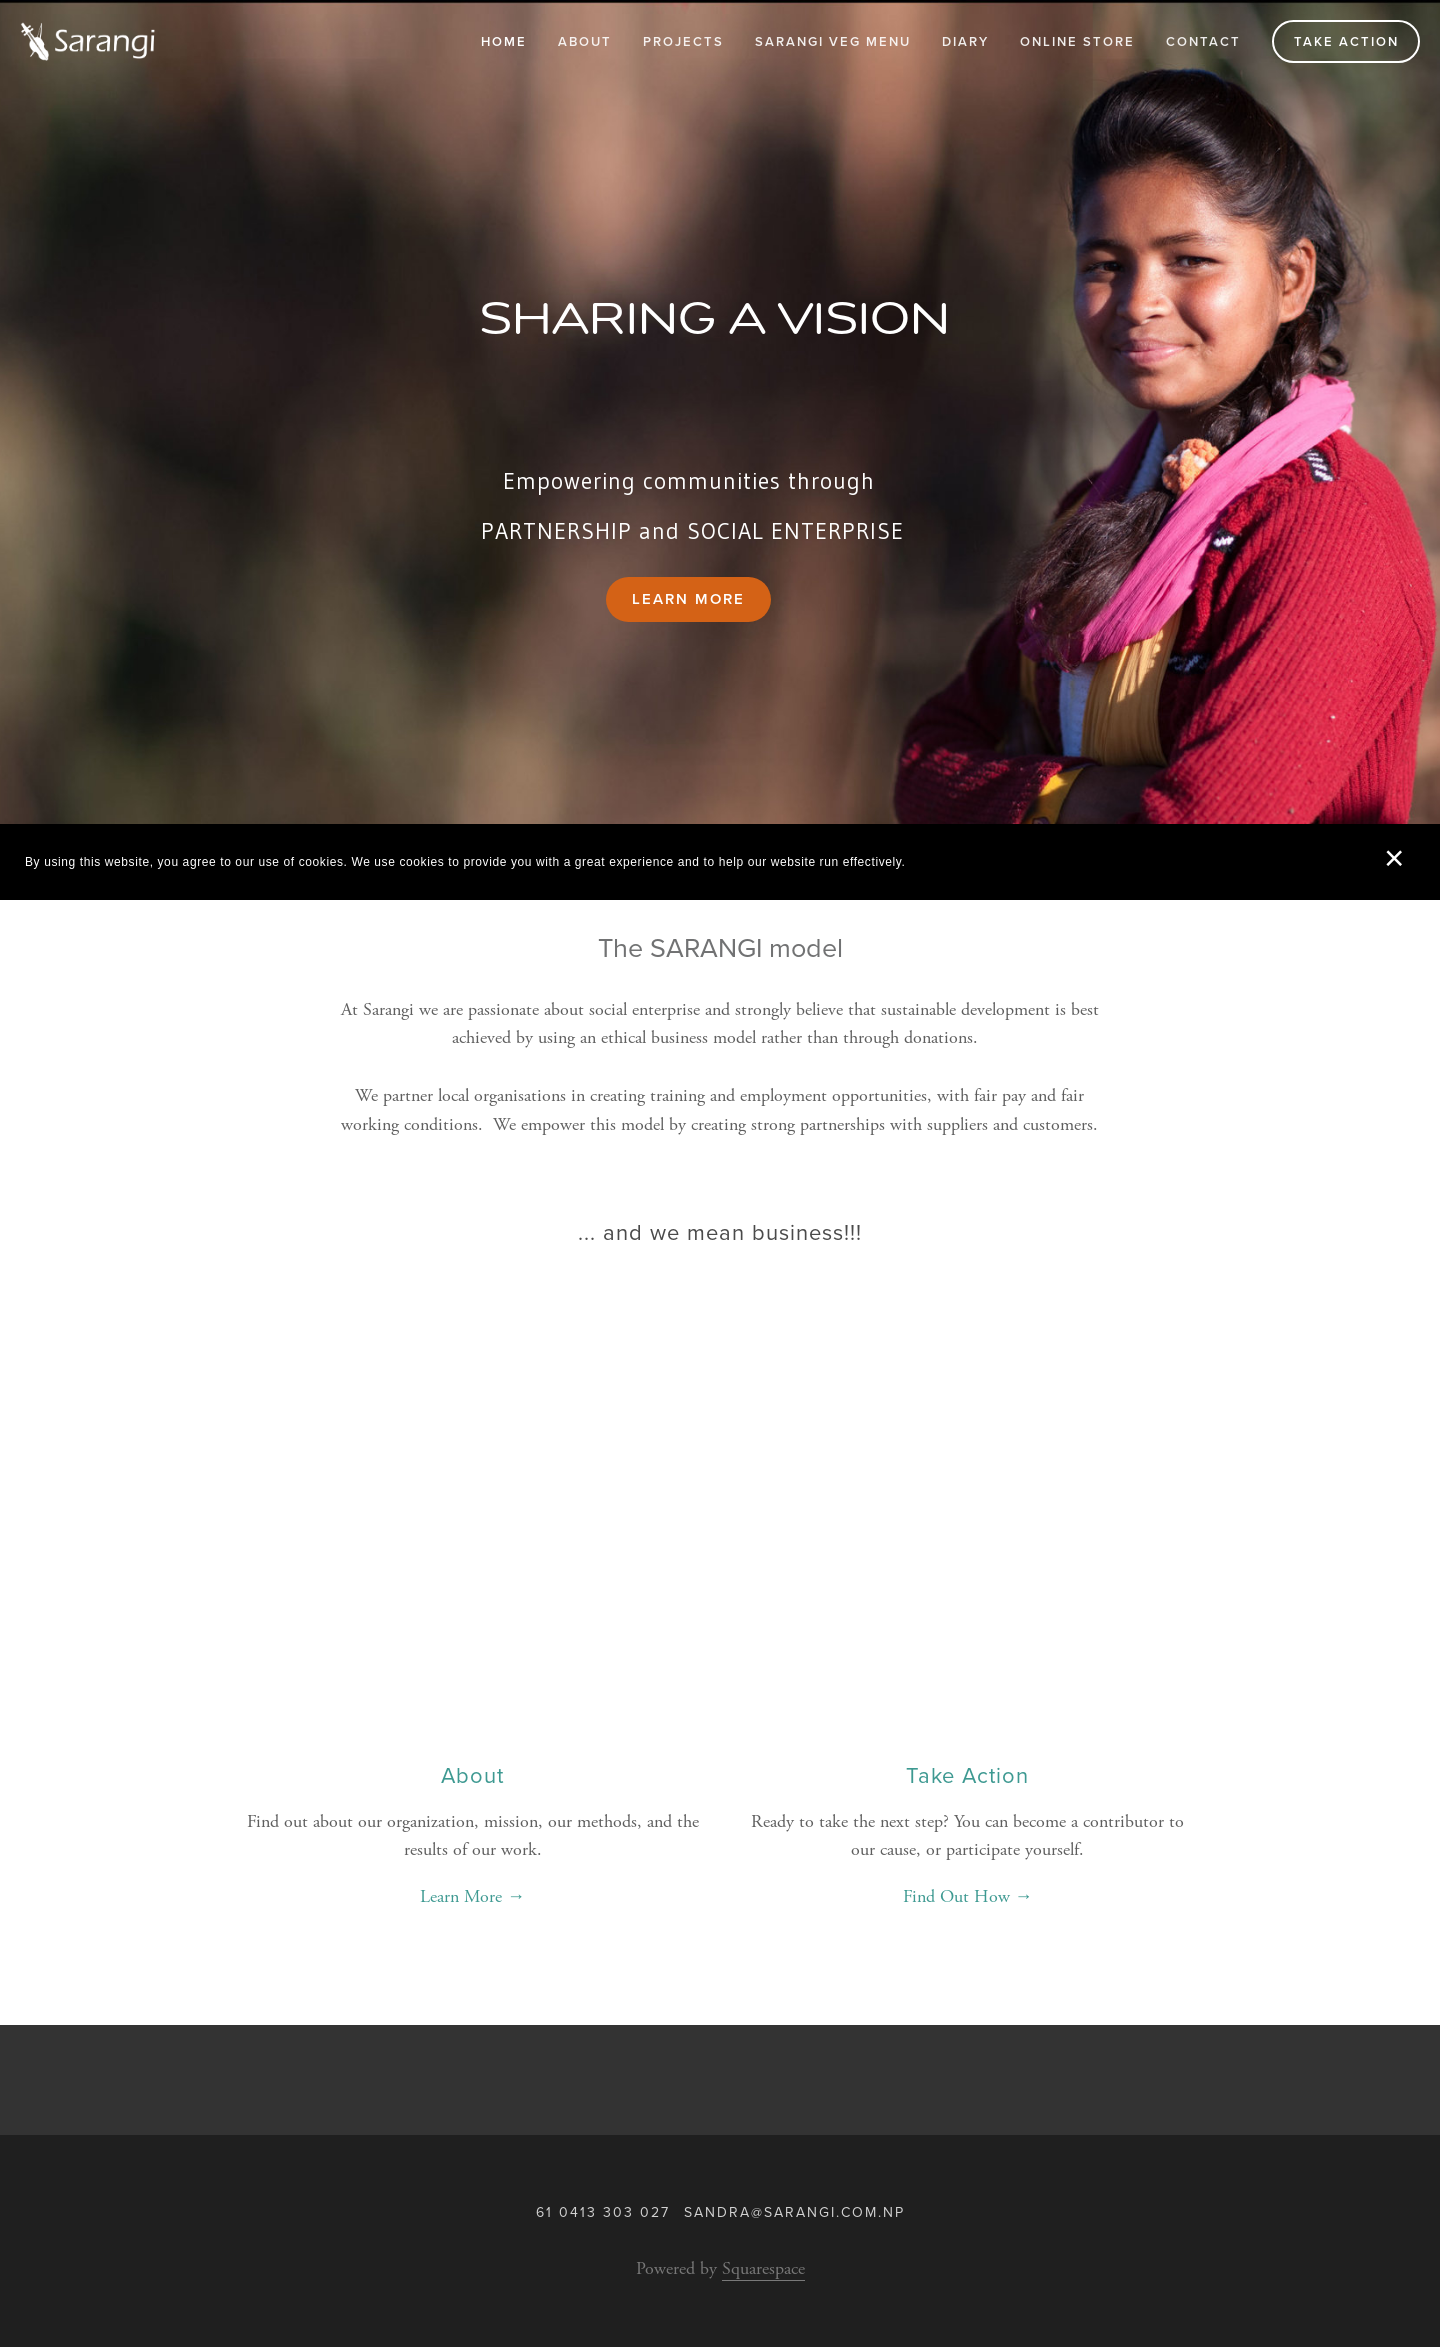 Sarangi
HOME ABOUT PROJECTS SARANGI VEG MENU DIARY ONLINE STORE CONTACT TAKE ACTION
SHARING A VISION
Empowering communities through
PARTNERSHIP and SOCIAL ENTERPRISE
LEARN MORE
By using this website, you agree to our use of cookies. We use cookies to provide you with a great experience and to help our website run effectively.
The SARANGI model
At Sarangi we are passionate about social enterprise and strongly believe that sustainable development is best
achieved by using an ethical business model rather than through donations.
We partner local organisations in creating training and employment opportunities, with fair pay and fair
working conditions.  We empower this model by creating strong partnerships with suppliers and customers.
... and we mean business!!!
About
Find out about our organization, mission, our methods, and the
results of our work.
Learn More →
Take Action
Ready to take the next step? You can become a contributor to
our cause, or participate yourself.
Find Out How →
61 0413 303 027 SANDRA@SARANGI.COM.NP
Powered by Squarespace